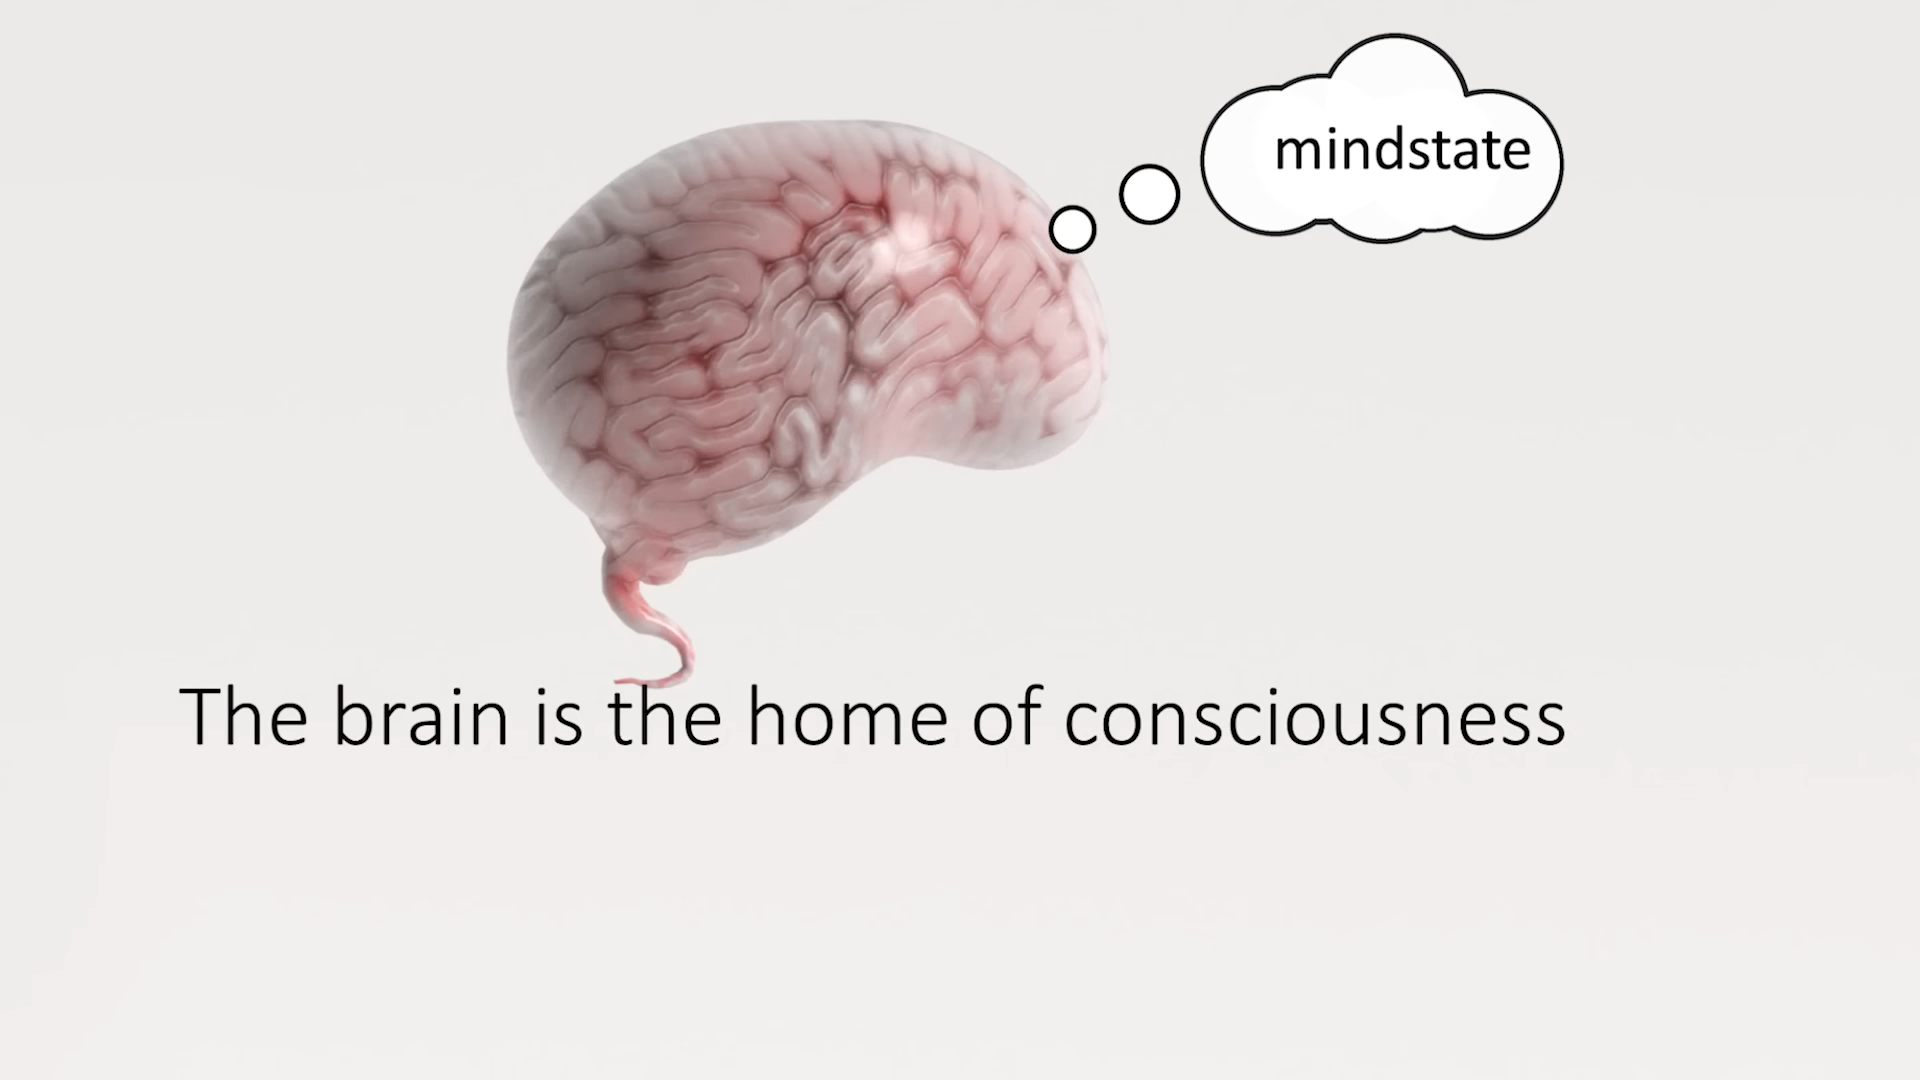 mindstate
The brain is the home of consciousness